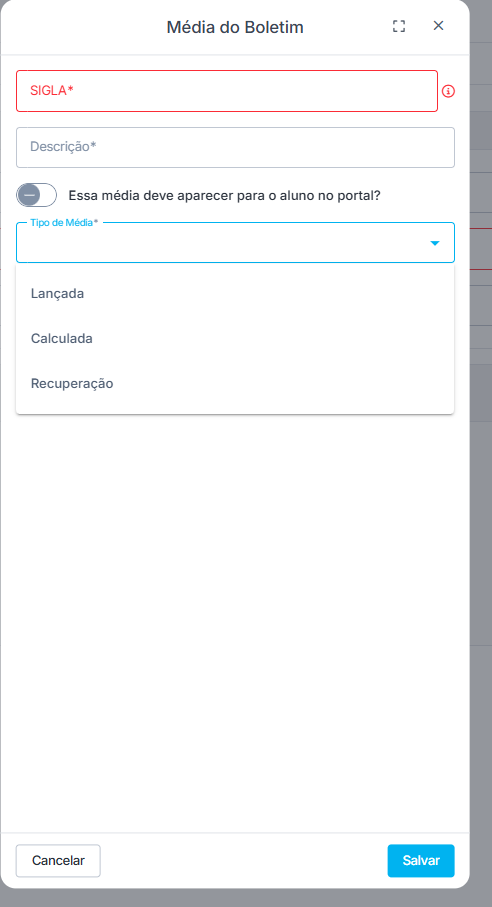 Média do Boletim
SIGLA*
Descrição*
Essa média deve aparecer para o aluno no portal?
Tipo de Média*
Lançada
Calculada
Recuperação
Cancelar
Salvar